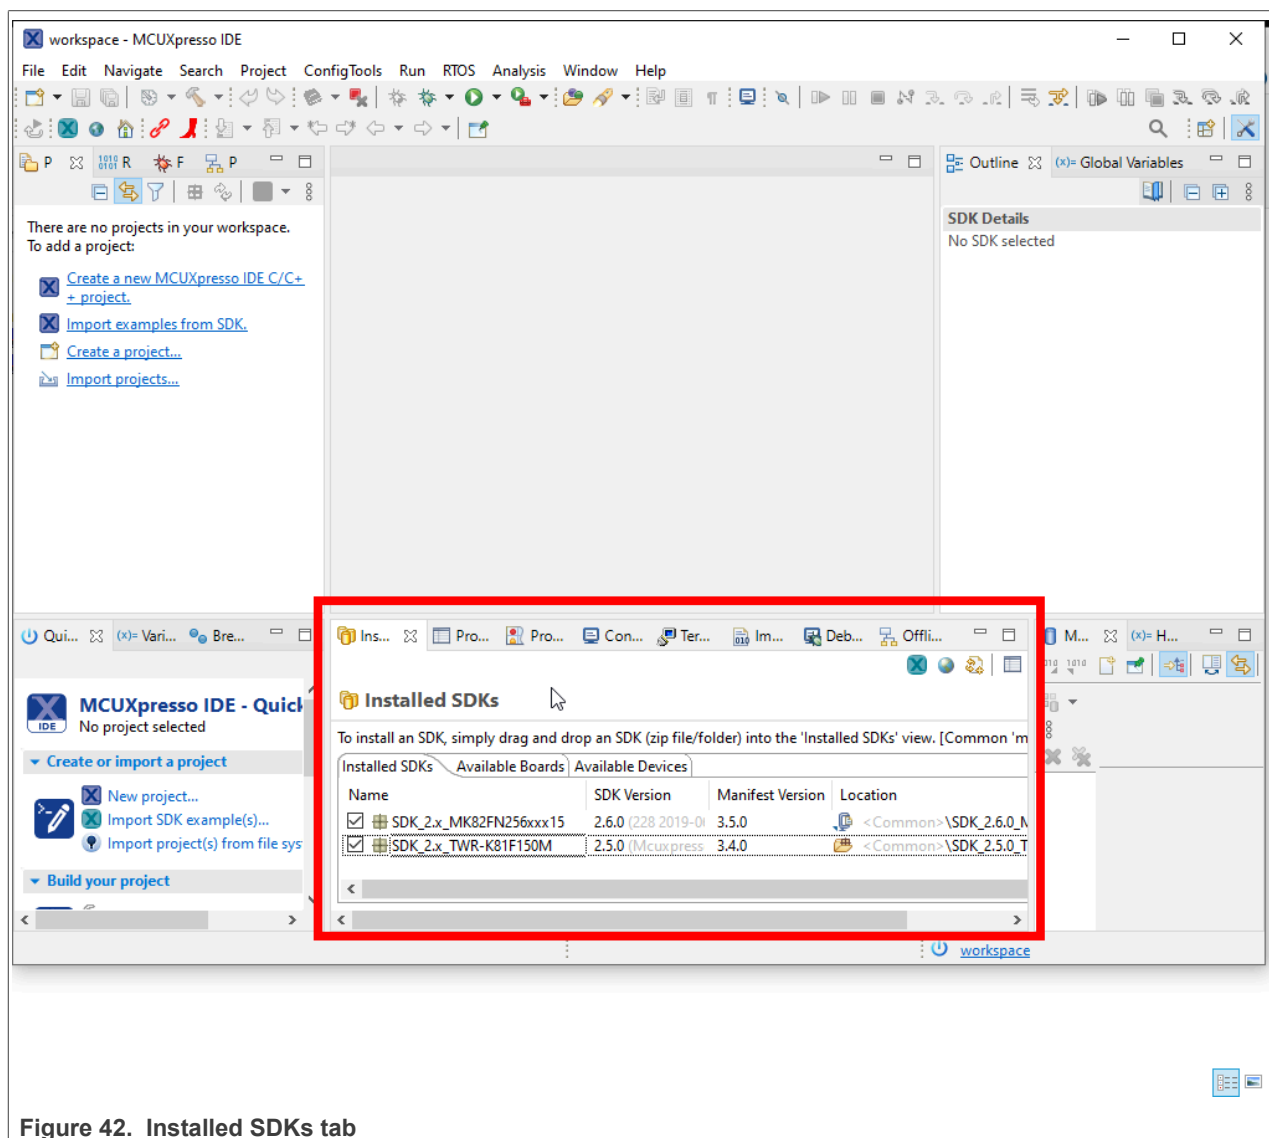 workspace - MCUXpresso IDE
File Edit Navigate Search Project ConfigTools Run RTOS Analysis Window Help
P R F P
Outline (x)= Global Variables
There are no projects in your workspace.
To add a project:
Create a new MCUXpresso IDE C/C+
+ project.
Import examples from SDK.
Create a project...
Import projects...
SDK Details
No SDK selected
Qui... (x)= Vari... Bre...
MCUXpresso IDE - Quick
IDE
No project selected
Create or import a project
New project...
Import SDK example(s)...
Import project(s) from file sys
Build your project
Ins... Pro... Pro... Con... Ter... Im... Deb... Offli...
Installed SDKs
To install an SDK, simply drag and drop an SDK (zip file/folder) into the 'Installed SDKs' view. [Common 'm
Installed SDKs Available Boards Available Devices
Name SDK Version Manifest Version Location
SDK_2.x_MK82FN256xxx15 2.6.0 (228 2019-0 3.5.0 <Common>\SDK_2.6.0_M
SDK_2.x_TWR-K81F150M 2.5.0 (Mcuxpress 3.4.0 <Common>\SDK_2.5.0_T
M... (x)= H...
workspace
Figure 42. Installed SDKs tab